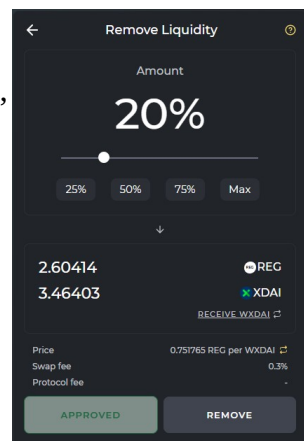 Remove Liquidity
Amount
,
20%
25% 50% 75% Max
2.60414 REG
3.46403 XDAI
RECEIVE WXDAI
Price 0.751765 REG per WXDAI
Swap fee 0.3%
Protocol fee -
APPROVED REMOVE